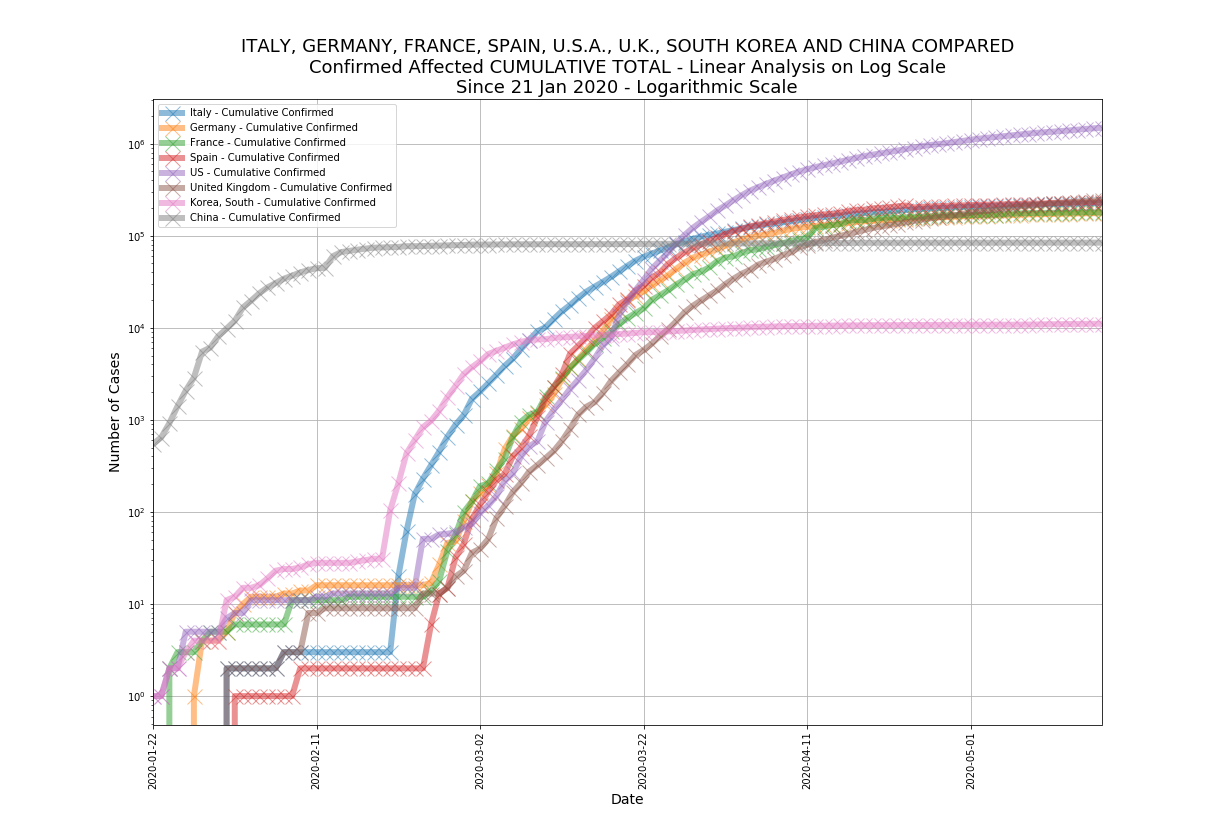 ITALY, GERMANY, FRANCE, SPAIN, U.S.A., U.K., SOUTH KOREA AND CHINA COMPARED
Confirmed Affected CUMULATIVE TOTAL - Linear Analysis on Log Scale
Since 21 Jan 2020 - Logarithmic Scale
Italy - Cumulative Confirmed
Germany - Cumulative Confirmed
France - Cumulative Confirmed
Spain - Cumulative Confirmed
US - Cumulative Confirmed
United Kingdom - Cumulative Confirmed
Korea, South - Cumulative Confirmed
China - Cumulative Confirmed
Number of Cases
10⁶
10⁵
10⁴
10³
10²
10¹
10⁰
2020-01-22
2020-02-11
2020-03-02
2020-03-22
2020-04-11
2020-05-01
Date